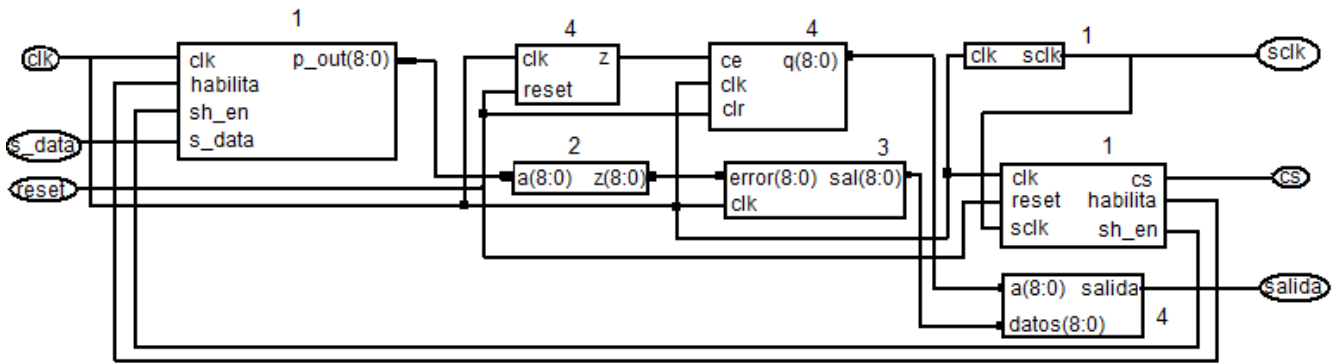 1
clk
clk p_out(8:0)
habilita
sh_en
s_data
s_data
reset
4
clk z
reset
4
ce q(8:0)
clk
clr
1
clk sclk
sclk
2
a(8:0) z(8:0)
3
error(8:0) sal(8:0)
clk
1
clk cs
reset habilita
sclk sh_en
cs
a(8:0) salida
datos(8:0)
4
salida